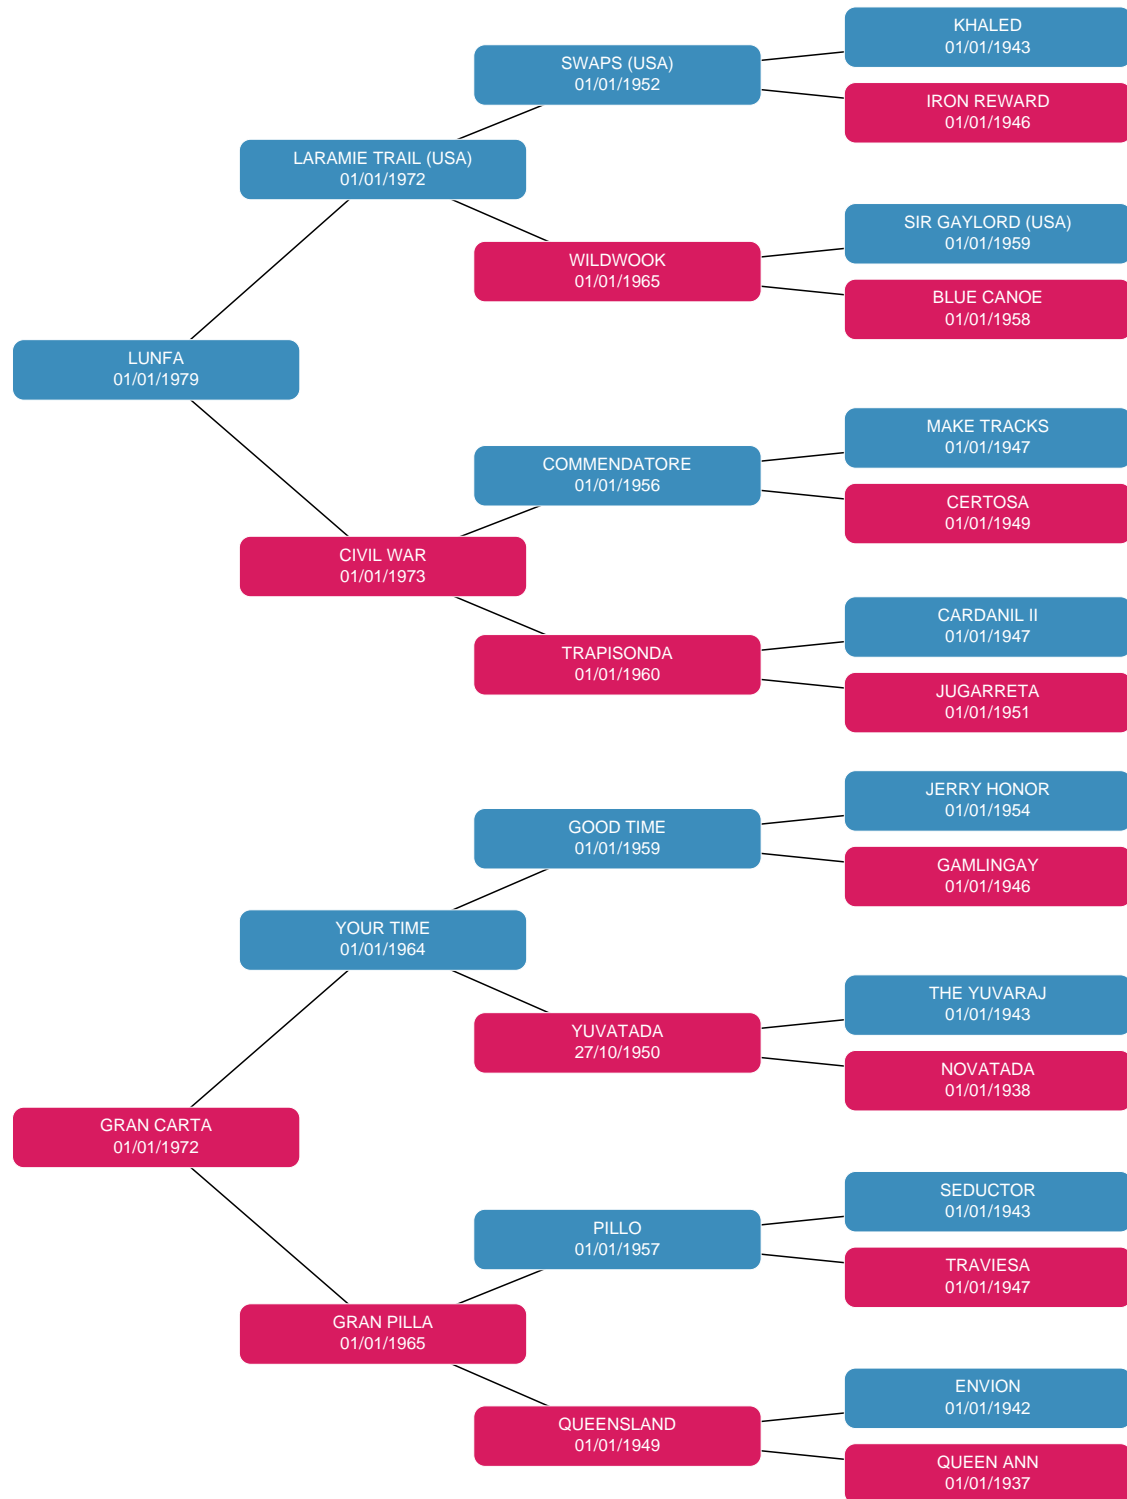 KHALED
01/01/1943
SWAPS (USA)
01/01/1952
IRON REWARD
01/01/1946
LARAMIE TRAIL (USA)
01/01/1972
SIR GAYLORD (USA)
01/01/1959
WILDWOOK
01/01/1965
BLUE CANOE
01/01/1958
LUNFA
01/01/1979
MAKE TRACKS
01/01/1947
COMMENDATORE
01/01/1956
CERTOSA
01/01/1949
CIVIL WAR
01/01/1973
CARDANIL II
01/01/1947
TRAPISONDA
01/01/1960
JUGARRETA
01/01/1951
JERRY HONOR
01/01/1954
GOOD TIME
01/01/1959
GAMLINGAY
01/01/1946
YOUR TIME
01/01/1964
THE YUVARAJ
01/01/1943
YUVATADA
27/10/1950
NOVATADA
01/01/1938
GRAN CARTA
01/01/1972
SEDUCTOR
01/01/1943
PILLO
01/01/1957
TRAVIESA
01/01/1947
GRAN PILLA
01/01/1965
ENVION
01/01/1942
QUEENSLAND
01/01/1949
QUEEN ANN
01/01/1937